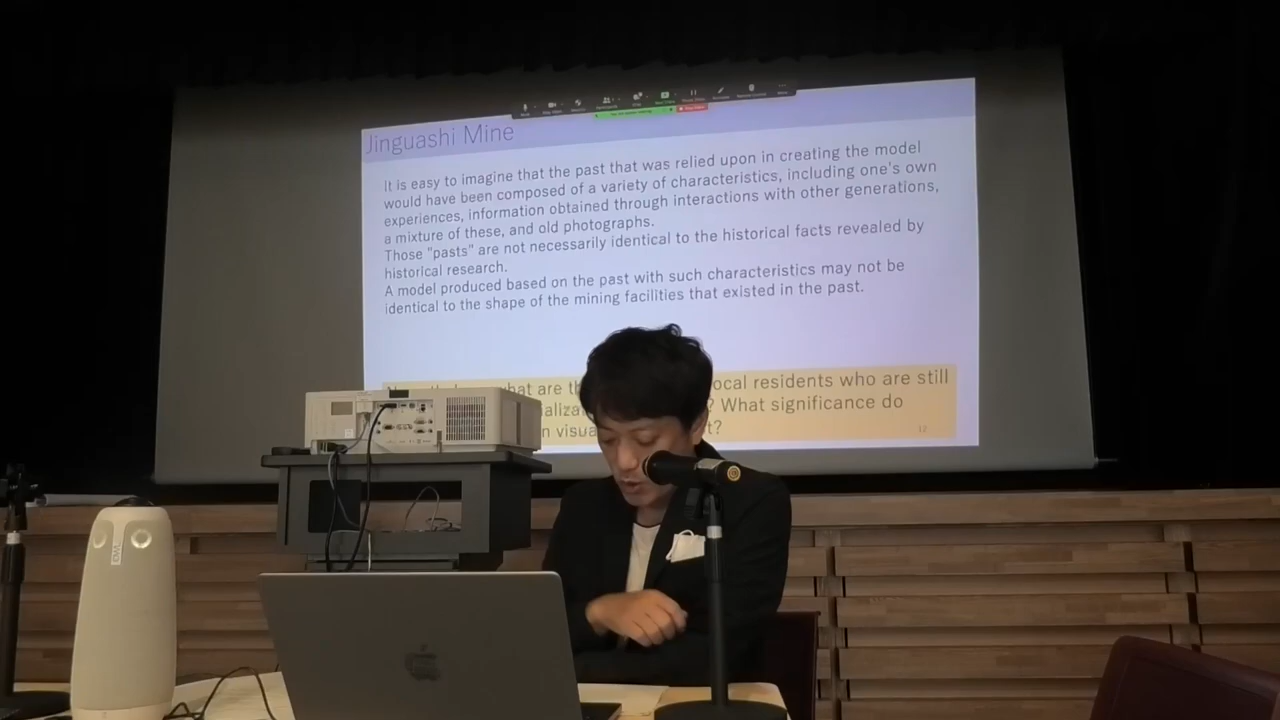 Jinguashi Mine
It is easy to imagine that the past that was relied upon in creating the model
would have been composed of a variety of characteristics, including one's own
experiences, information obtained through interactions with other generations,
a mixture of these, and old photographs.
Those "pasts" are not necessarily identical to the historical facts revealed by
historical research.
A model produced based on the past with such characteristics may not be
identical to the shape of the mining facilities that existed in the past.
what are th ocal residents who are still
? What significance do
n visua t?
12